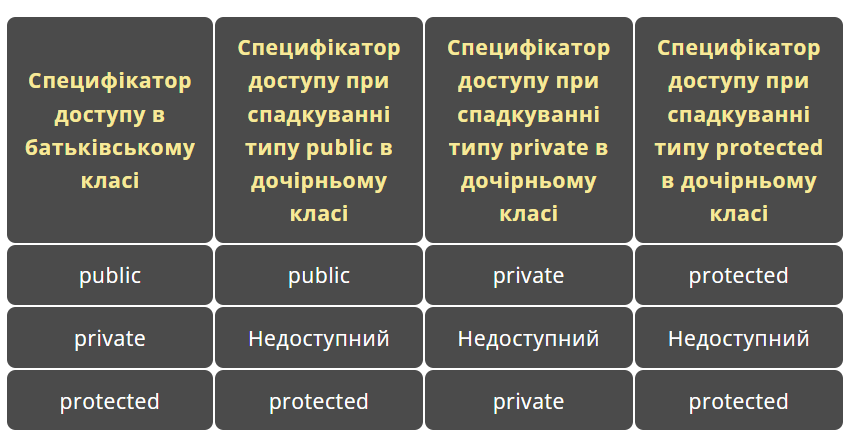 Специфікатор
доступу в
батьківському
класі
Специфікатор
доступу при
спадкуванні
типу public в
дочірньому
класі
Специфікатор
доступу при
спадкуванні
типу private в
дочірньому
класі
Специфікатор
доступу при
спадкуванні
типу protected
в дочірньому
класі
public
public
private
protected
private
Недоступний
Недоступний
Недоступний
protected
protected
private
protected